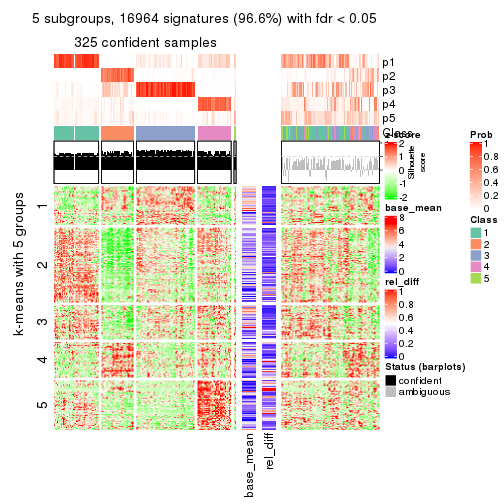 5 subgroups, 16964 signatures (96.6%) with fdr < 0.05
325 confident samples
p1
p2
p3
p4
p5
Class
z-score
2
1
0
-1
-2
Silhouette
score
base_mean
8
6
4
2
0
rel_diff
1
0.8
0.6
0.4
0.2
0
Prob
1
0.8
0.6
0.4
0.2
0
Class
1
2
3
4
5
Status (barplots)
confident
ambiguous
k-means with 5 groups
1
2
3
4
5
base_mean
rel_diff